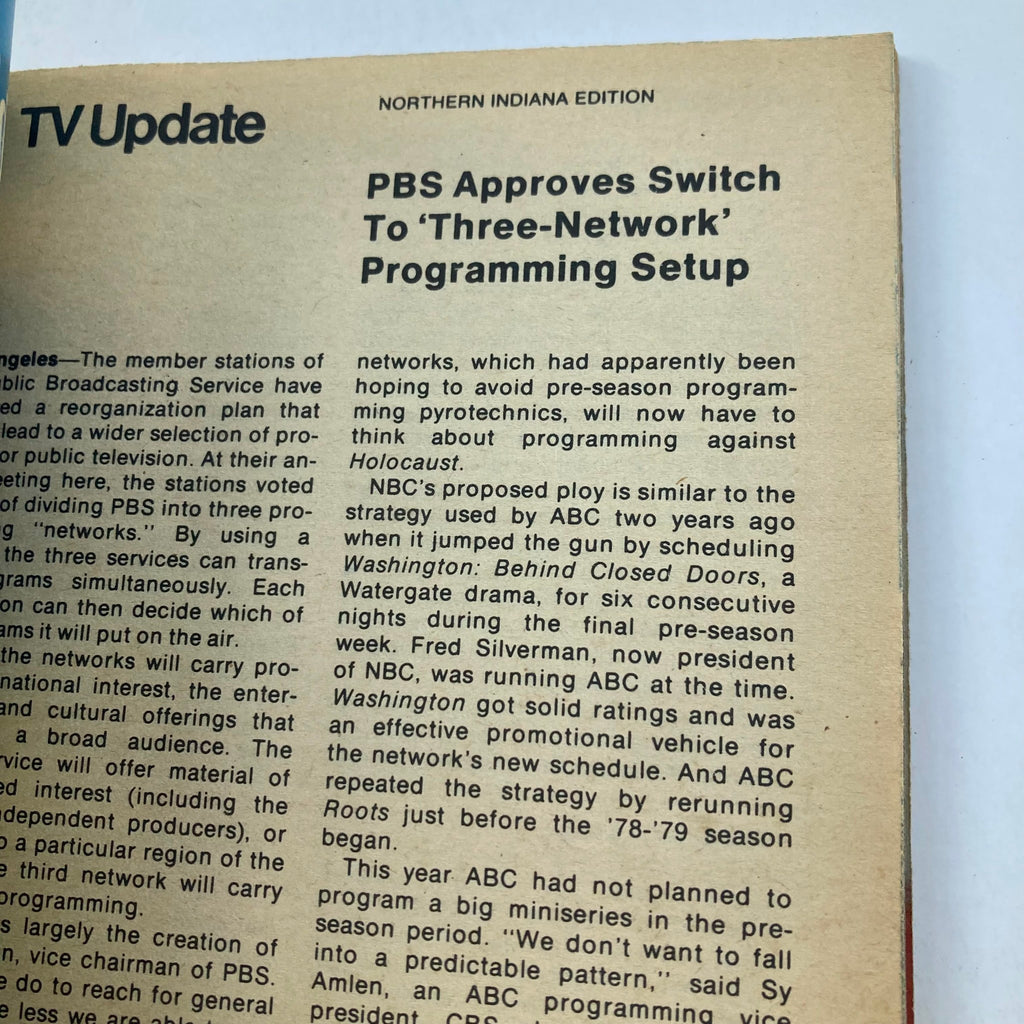 TV Update
NORTHERN INDIANA EDITION
PBS Approves Switch
To ‘Three-Network’
Programming Setup
ngeles—The member stations of
blic Broadcasting Service have
ed a reorganization plan that
lead to a wider selection of pro-
or public television. At their an-
eeting here, the stations voted
of dividing PBS into three pro-
g “networks.” By using a
the three services can trans-
grams simultaneously. Each
on can then decide which of
ams it will put on the air.
the networks will carry pro-
national interest, the enter-
and cultural offerings that
a broad audience. The
rvice will offer material of
ed interest (including the
dependent producers), or
o a particular region of the
e third network will carry
programming.
s largely the creation of
n, vice chairman of PBS.
e do to reach for general
e less we are
networks, which had apparently been
hoping to avoid pre-season program-
ming pyrotechnics, will now have to
think about programming against
Holocaust.
NBC’s proposed ploy is similar to the
strategy used by ABC two years ago
when it jumped the gun by scheduling
Washington: Behind Closed Doors, a
Watergate drama, for six consecutive
nights during the final pre-season
week. Fred Silverman, now president
of NBC, was running ABC at the time.
Washington got solid ratings and was
an effective promotional vehicle for
the network’s new schedule. And ABC
repeated the strategy by rerunning
Roots just before the ’78-’79 season
began.
This year ABC had not planned to
program a big miniseries in the pre-
season period. “We don’t want to fall
into a predictable pattern,” said Sy
Amlen, an ABC programming vice
president. CBS